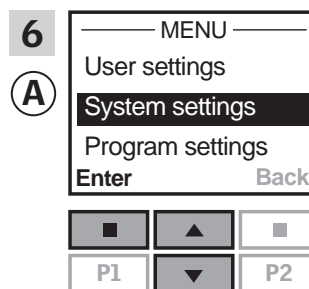 6
A
MENU
User settings
System settings
Program settings
Enter Back
P1 P2